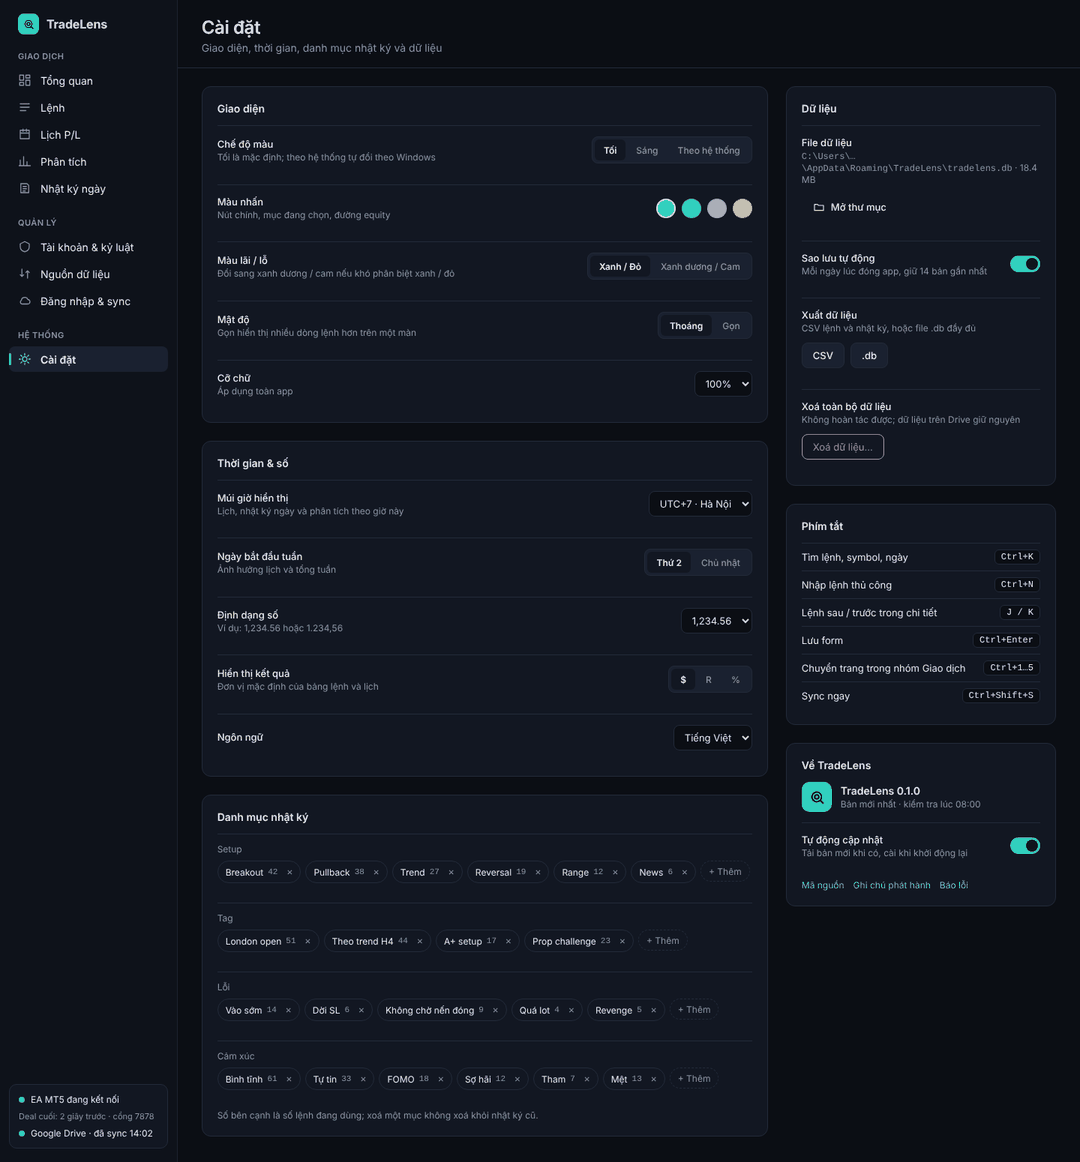 TradeLens
GIAO DỊCH
Tổng quan
Lệnh
Lịch P/L
Phân tích
Nhật ký ngày
QUẢN LÝ
Tài khoản & kỷ luật
Nguồn dữ liệu
Đăng nhập & sync
HỆ THỐNG
Cài đặt
EA MT5 đang kết nối
Deal cuối: 2 giây trước · cổng 7878
Google Drive · đã sync 14:02
Cài đặt
Giao diện, thời gian, danh mục nhật ký và dữ liệu
Giao diện
Chế độ màu
Tối là mặc định; theo hệ thống tự đổi theo Windows
Tối Sáng Theo hệ thống
Màu nhấn
Nút chính, mục đang chọn, đường equity
Màu lãi / lỗ
Đổi sang xanh dương / cam nếu khó phân biệt xanh / đỏ
Xanh / Đỏ Xanh dương / Cam
Mật độ
Gọn hiển thị nhiều dòng lệnh hơn trên một màn
Thoáng Gọn
Cỡ chữ
Áp dụng toàn app
100%
Thời gian & số
Múi giờ hiển thị
Lịch, nhật ký ngày và phân tích theo giờ này
UTC+7 · Hà Nội
Ngày bắt đầu tuần
Ảnh hưởng lịch và tổng tuần
Thứ 2 Chủ nhật
Định dạng số
Ví dụ: 1,234.56 hoặc 1.234,56
1,234.56
Hiển thị kết quả
Đơn vị mặc định của bảng lệnh và lịch
$ R %
Ngôn ngữ
Tiếng Việt
Danh mục nhật ký
Setup
Breakout 42 × Pullback 38 × Trend 27 × Reversal 19 × Range 12 × News 6 × + Thêm
Tag
London open 51 × Theo trend H4 44 × A+ setup 17 × Prop challenge 23 × + Thêm
Lỗi
Vào sớm 14 × Dời SL 6 × Không chờ nến đóng 9 × Quá lot 4 × Revenge 5 × + Thêm
Cảm xúc
Bình tĩnh 61 × Tự tin 33 × FOMO 18 × Sợ hãi 12 × Tham 7 × Mệt 13 × + Thêm
Số bên cạnh là số lệnh đang dùng; xoá một mục không xoá khỏi nhật ký cũ.
Dữ liệu
File dữ liệu
C:\Users\…
\AppData\Roaming\TradeLens\tradelens.db · 18.4
MB
Mở thư mục
Sao lưu tự động
Mỗi ngày lúc đóng app, giữ 14 bản gần nhất
Xuất dữ liệu
CSV lệnh và nhật ký, hoặc file .db đầy đủ
CSV .db
Xoá toàn bộ dữ liệu
Không hoàn tác được; dữ liệu trên Drive giữ nguyên
Xoá dữ liệu…
Phím tắt
Tìm lệnh, symbol, ngày Ctrl+K
Nhập lệnh thủ công Ctrl+N
Lệnh sau / trước trong chi tiết J / K
Lưu form Ctrl+Enter
Chuyển trang trong nhóm Giao dịch Ctrl+1…5
Sync ngay Ctrl+Shift+S
Về TradeLens
TradeLens 0.1.0
Bản mới nhất · kiểm tra lúc 08:00
Tự động cập nhật
Tải bản mới khi có, cài khi khởi động lại
Mã nguồn Ghi chú phát hành Báo lỗi